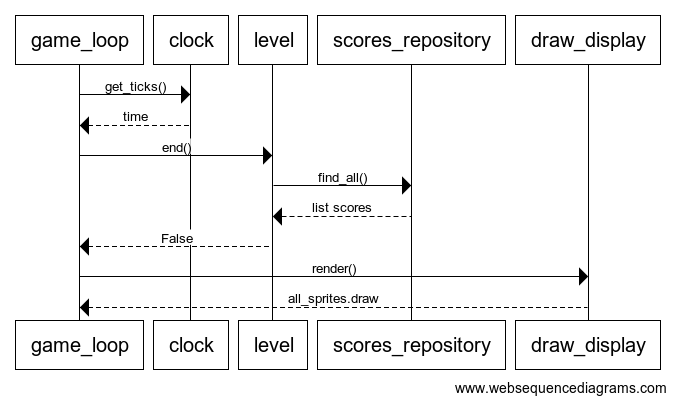 game_loop clock level scores_repository draw_display
get_ticks()
time
end()
find_all()
list scores
False
render()
all_sprites.draw
game_loop clock level scores_repository draw_display
www.websequencediagrams.com